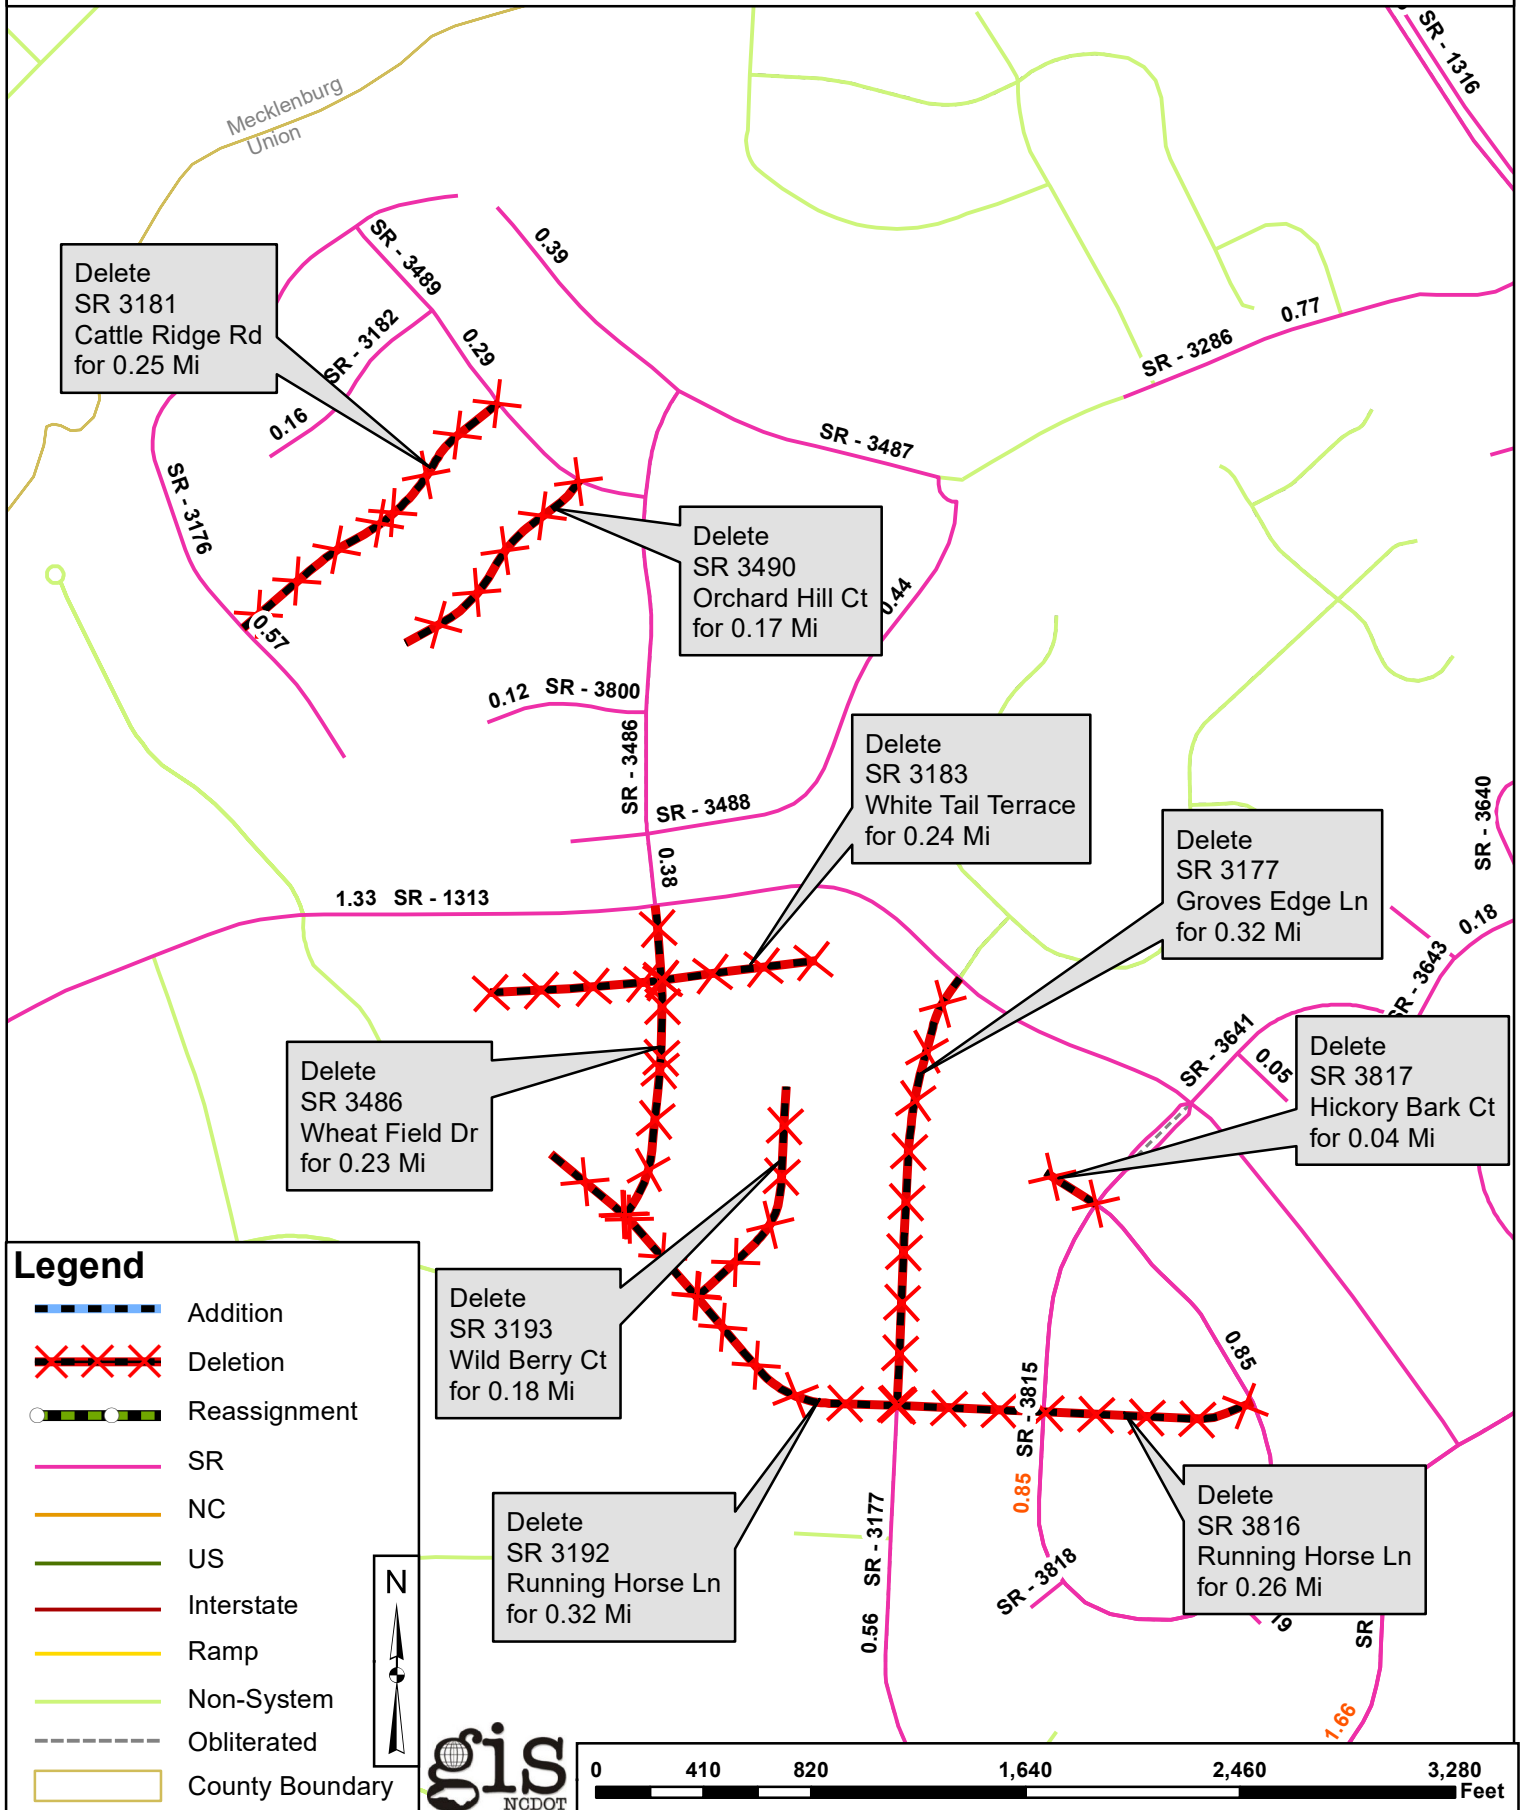 SR - 1316
Mecklenburg
Union
SR - 3489
0.39
Delete
SR 3181
Cattle Ridge Rd
for 0.25 Mi
SR - 3182
0.29
0.77
SR - 3286
0.16
SR - 3487
SR - 3176
Delete
SR 3490
Orchard Hill Ct
for 0.17 Mi
0.44
0.57
0.12 SR - 3800
SR - 3486
Delete
SR 3183
White Tail Terrace
for 0.24 Mi
SR - 3488
SR - 3640
0.38
Delete
SR 3177
Groves Edge Ln
for 0.32 Mi
1.33 SR - 1313
0.18
SR - 3643
SR - 3641
0.05
Delete
SR 3817
Hickory Bark Ct
for 0.04 Mi
Delete
SR 3486
Wheat Field Dr
for 0.23 Mi
Delete
SR 3193
Wild Berry Ct
for 0.18 Mi
0.85
SR - 3815
0.85
Delete
SR 3192
Running Horse Ln
for 0.32 Mi
SR - 3177
0.56
Delete
SR 3816
Running Horse Ln
for 0.26 Mi
SR - 3818
19
SR
1.66
Legend
Addition
Deletion
Reassignment
SR
NC
US
Interstate
Ramp
Non-System
Obliterated
County Boundary
N
gis
NCDOT
0 410 820 1,640 2,460 3,280
Feet